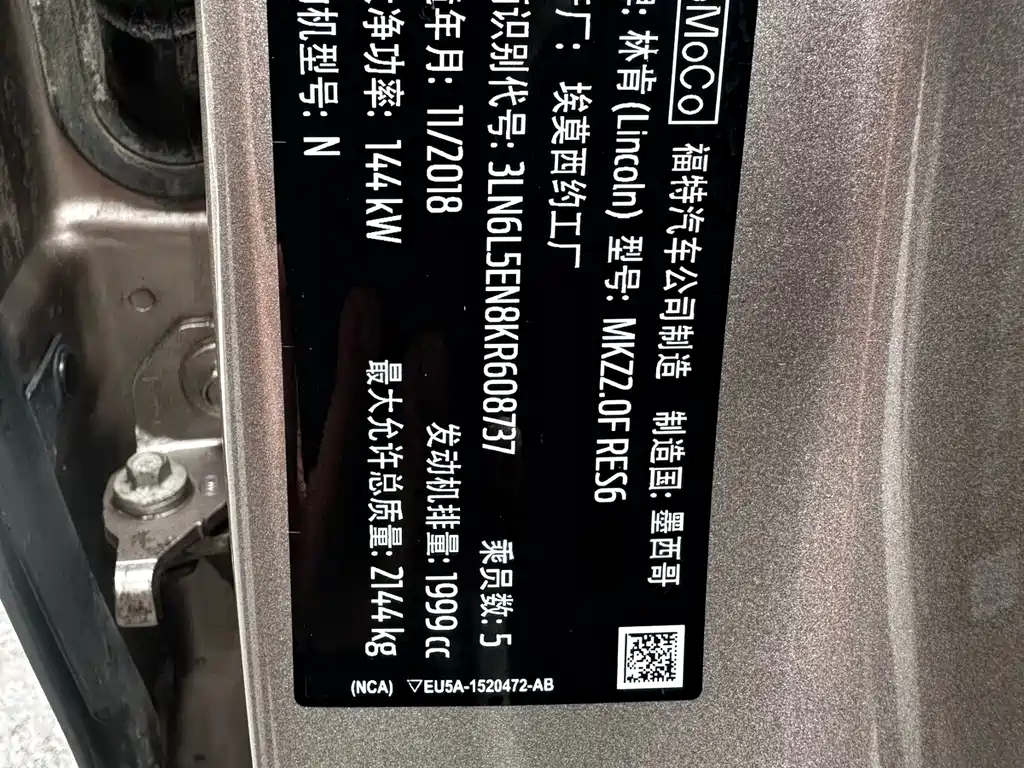 MoCo 福特汽车公司制造 制造国: 墨西哥
: 林肯 (Lincoln) 型号: MKZ2.0FRES6
厂: 埃莫西约工厂
识别代号: 3LN6L5EN8KR608737 乘员数: 5
年月: 11/2018 发动机排量: 1999 cc
净功率: 144 kW 最大允许总质量: 2144 kg
机型号: N
(NCA) ▽EU5A-1520472-AB